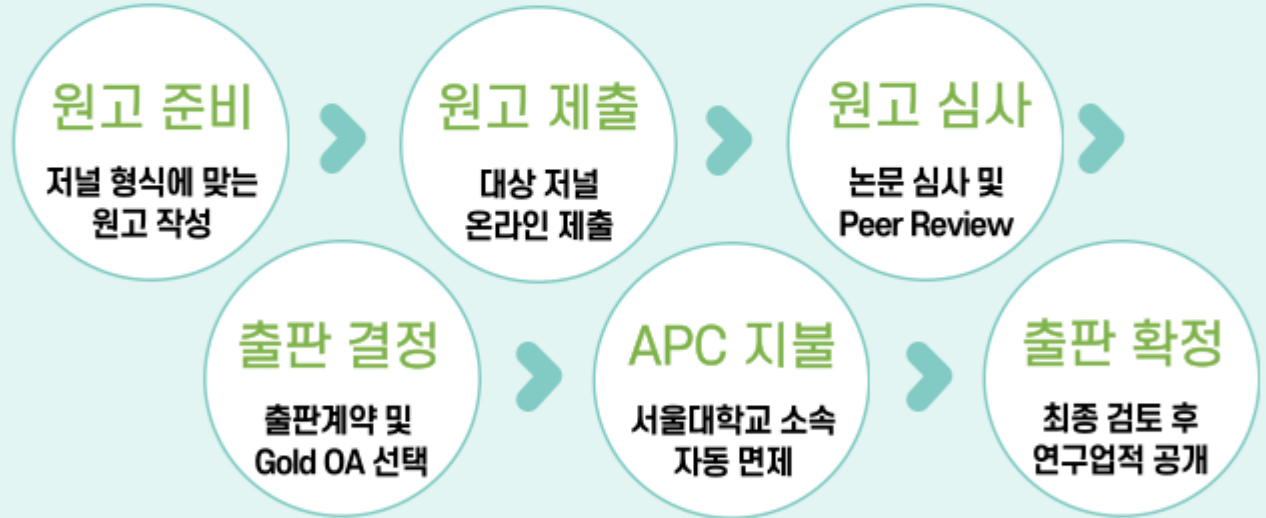 원고 준비
저널 형식에 맞는
원고 작성
원고 제출
대상 저널
온라인 제출
원고 심사
논문 심사 및
Peer Review
출판 결정
출판계약 및
Gold OA 선택
APC 지불
서울대학교 소속
자동 면제
출판 확정
최종 검토 후
연구업적 공개